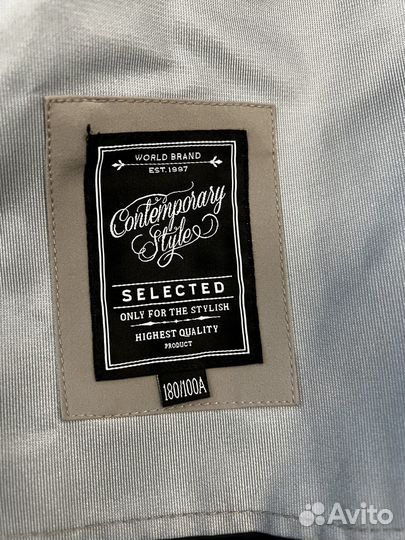 WORLD BRAND
EST.1997
Contemporary
Style
SELECTED
ONLY FOR THE STYLISH
HIGHEST QUALITY
PRODUCT
180/100A
Avito